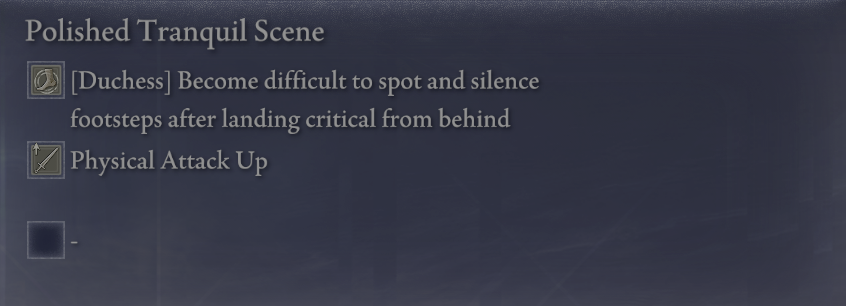 Polished Tranquil Scene
[Duchess] Become difficult to spot and silence
footsteps after landing critical from behind
Physical Attack Up
-